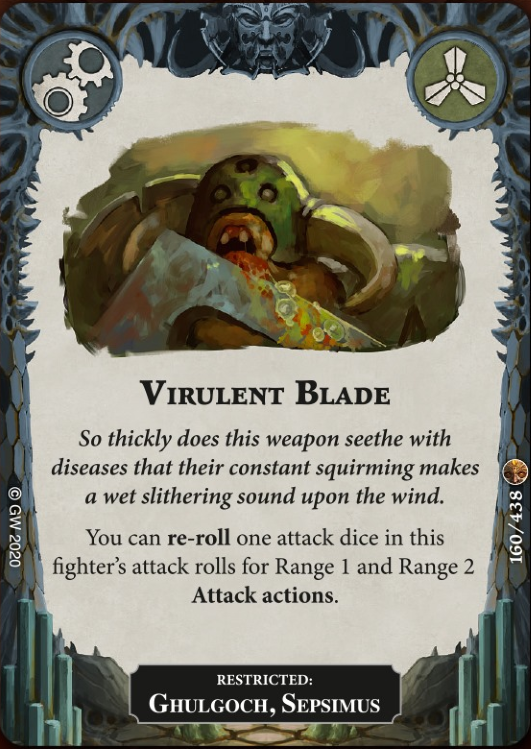 Virulent Blade
So thickly does this weapon seethe with
diseases that their constant squirming makes
a wet slithering sound upon the wind.
You can re-roll one attack dice in this
fighter's attack rolls for Range 1 and Range 2
Attack actions.
RESTRICTED:
Ghulgoch, Sepsimus
© GW 2020
160/438